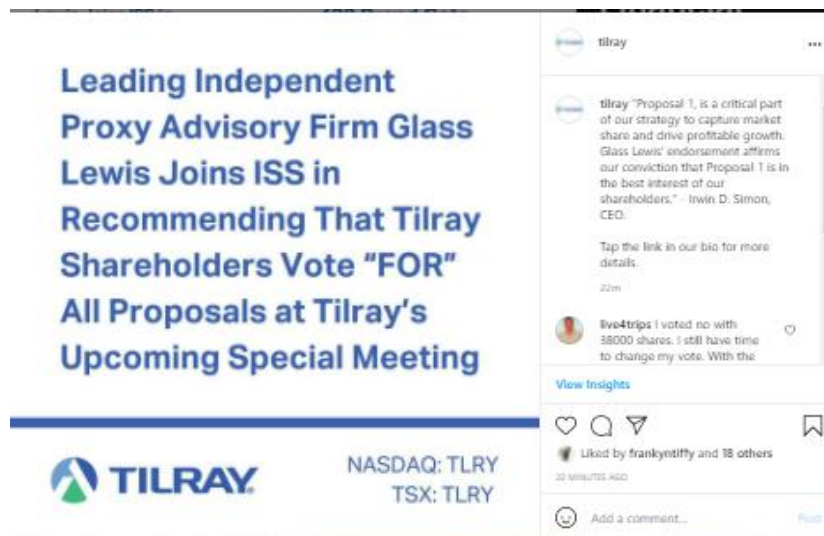 Leading Independent
Proxy Advisory Firm Glass
Lewis Joins ISS in
Recommending That Tilray
Shareholders Vote “FOR”
All Proposals at Tilray’s
Upcoming Special Meeting
TILRAY
NASDAQ: TLRY
TSX: TLRY
tilray
tilray "Proposal 1, is a critical part
of our strategy to capture market
share and drive profitable growth.
Glass Lewis' endorsement affirms
our conviction that Proposal 1 is in
the best interest of our
shareholders." - Irwin D. Simon,
CEO.
Tap the link in our bio for more
details.
22m
live4trips I voted no with
38000 shares. I still have time
to change my vote. With the
View Insights
Liked by frankyntiffy and 18 others
22 MINUTES AGO
Add a comment...
Post